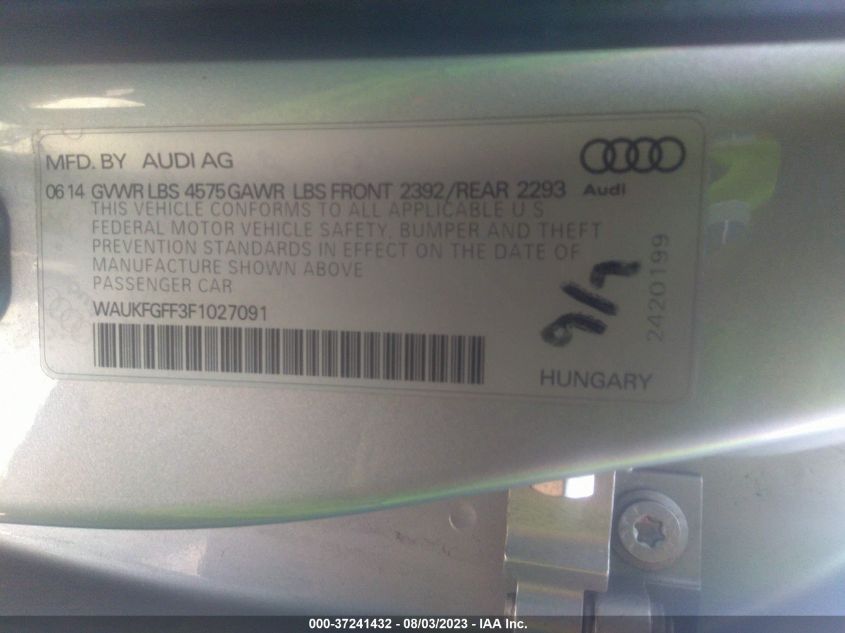 MFD. BY AUDI AG
0614 GVWR LBS 4575 GAWR LBS FRONT 2392/REAR 2293
Audi
THIS VEHICLE CONFORMS TO ALL APPLICABLE U S
FEDERAL MOTOR VEHICLE SAFETY, BUMPER AND THEFT
PREVENTION STANDARDS IN EFFECT ON THE DATE OF
MANUFACTURE SHOWN ABOVE
PASSENGER CAR
WAUKFGFF3F1027091
2420199
HUNGARY
000-37241432 - 08/03/2023 - IAA Inc.